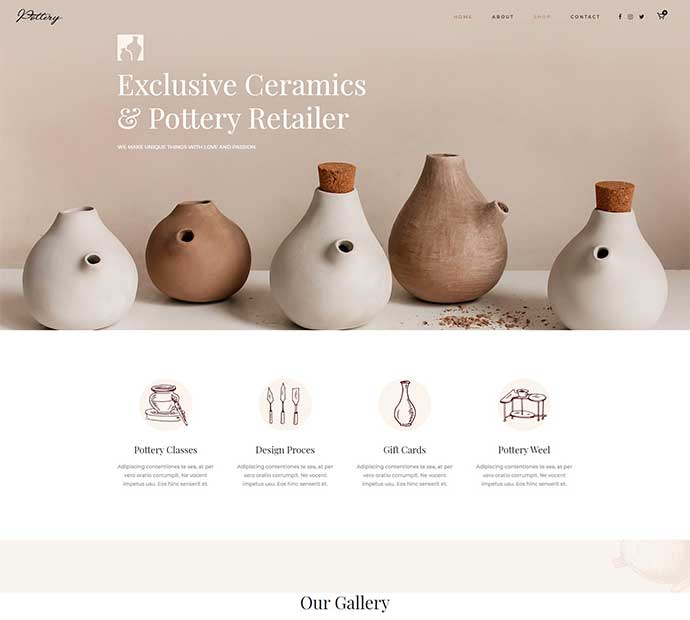 Pottery
HOME ABOUT SHOP CONTACT
Exclusive Ceramics
& Pottery Retailer
WE MAKE UNIQUE THINGS WITH LOVE AND PASSION
Pottery Classes
Adipiscing contentiones te sea, at per
vero oratio corrumpit. Ne vocent
impetus usu. Eos hinc senserit et.
Design Proces
Adipiscing contentiones te sea, at per
vero oratio corrumpit. Ne vocent
impetus usu. Eos hinc senserit et.
Gift Cards
Adipiscing contentiones te sea, at per
vero oratio corrumpit. Ne vocent
impetus usu. Eos hinc senserit et.
Pottery Weel
Adipiscing contentiones te sea, at per
vero oratio corrumpit. Ne vocent
impetus usu. Eos hinc senserit et.
Our Gallery